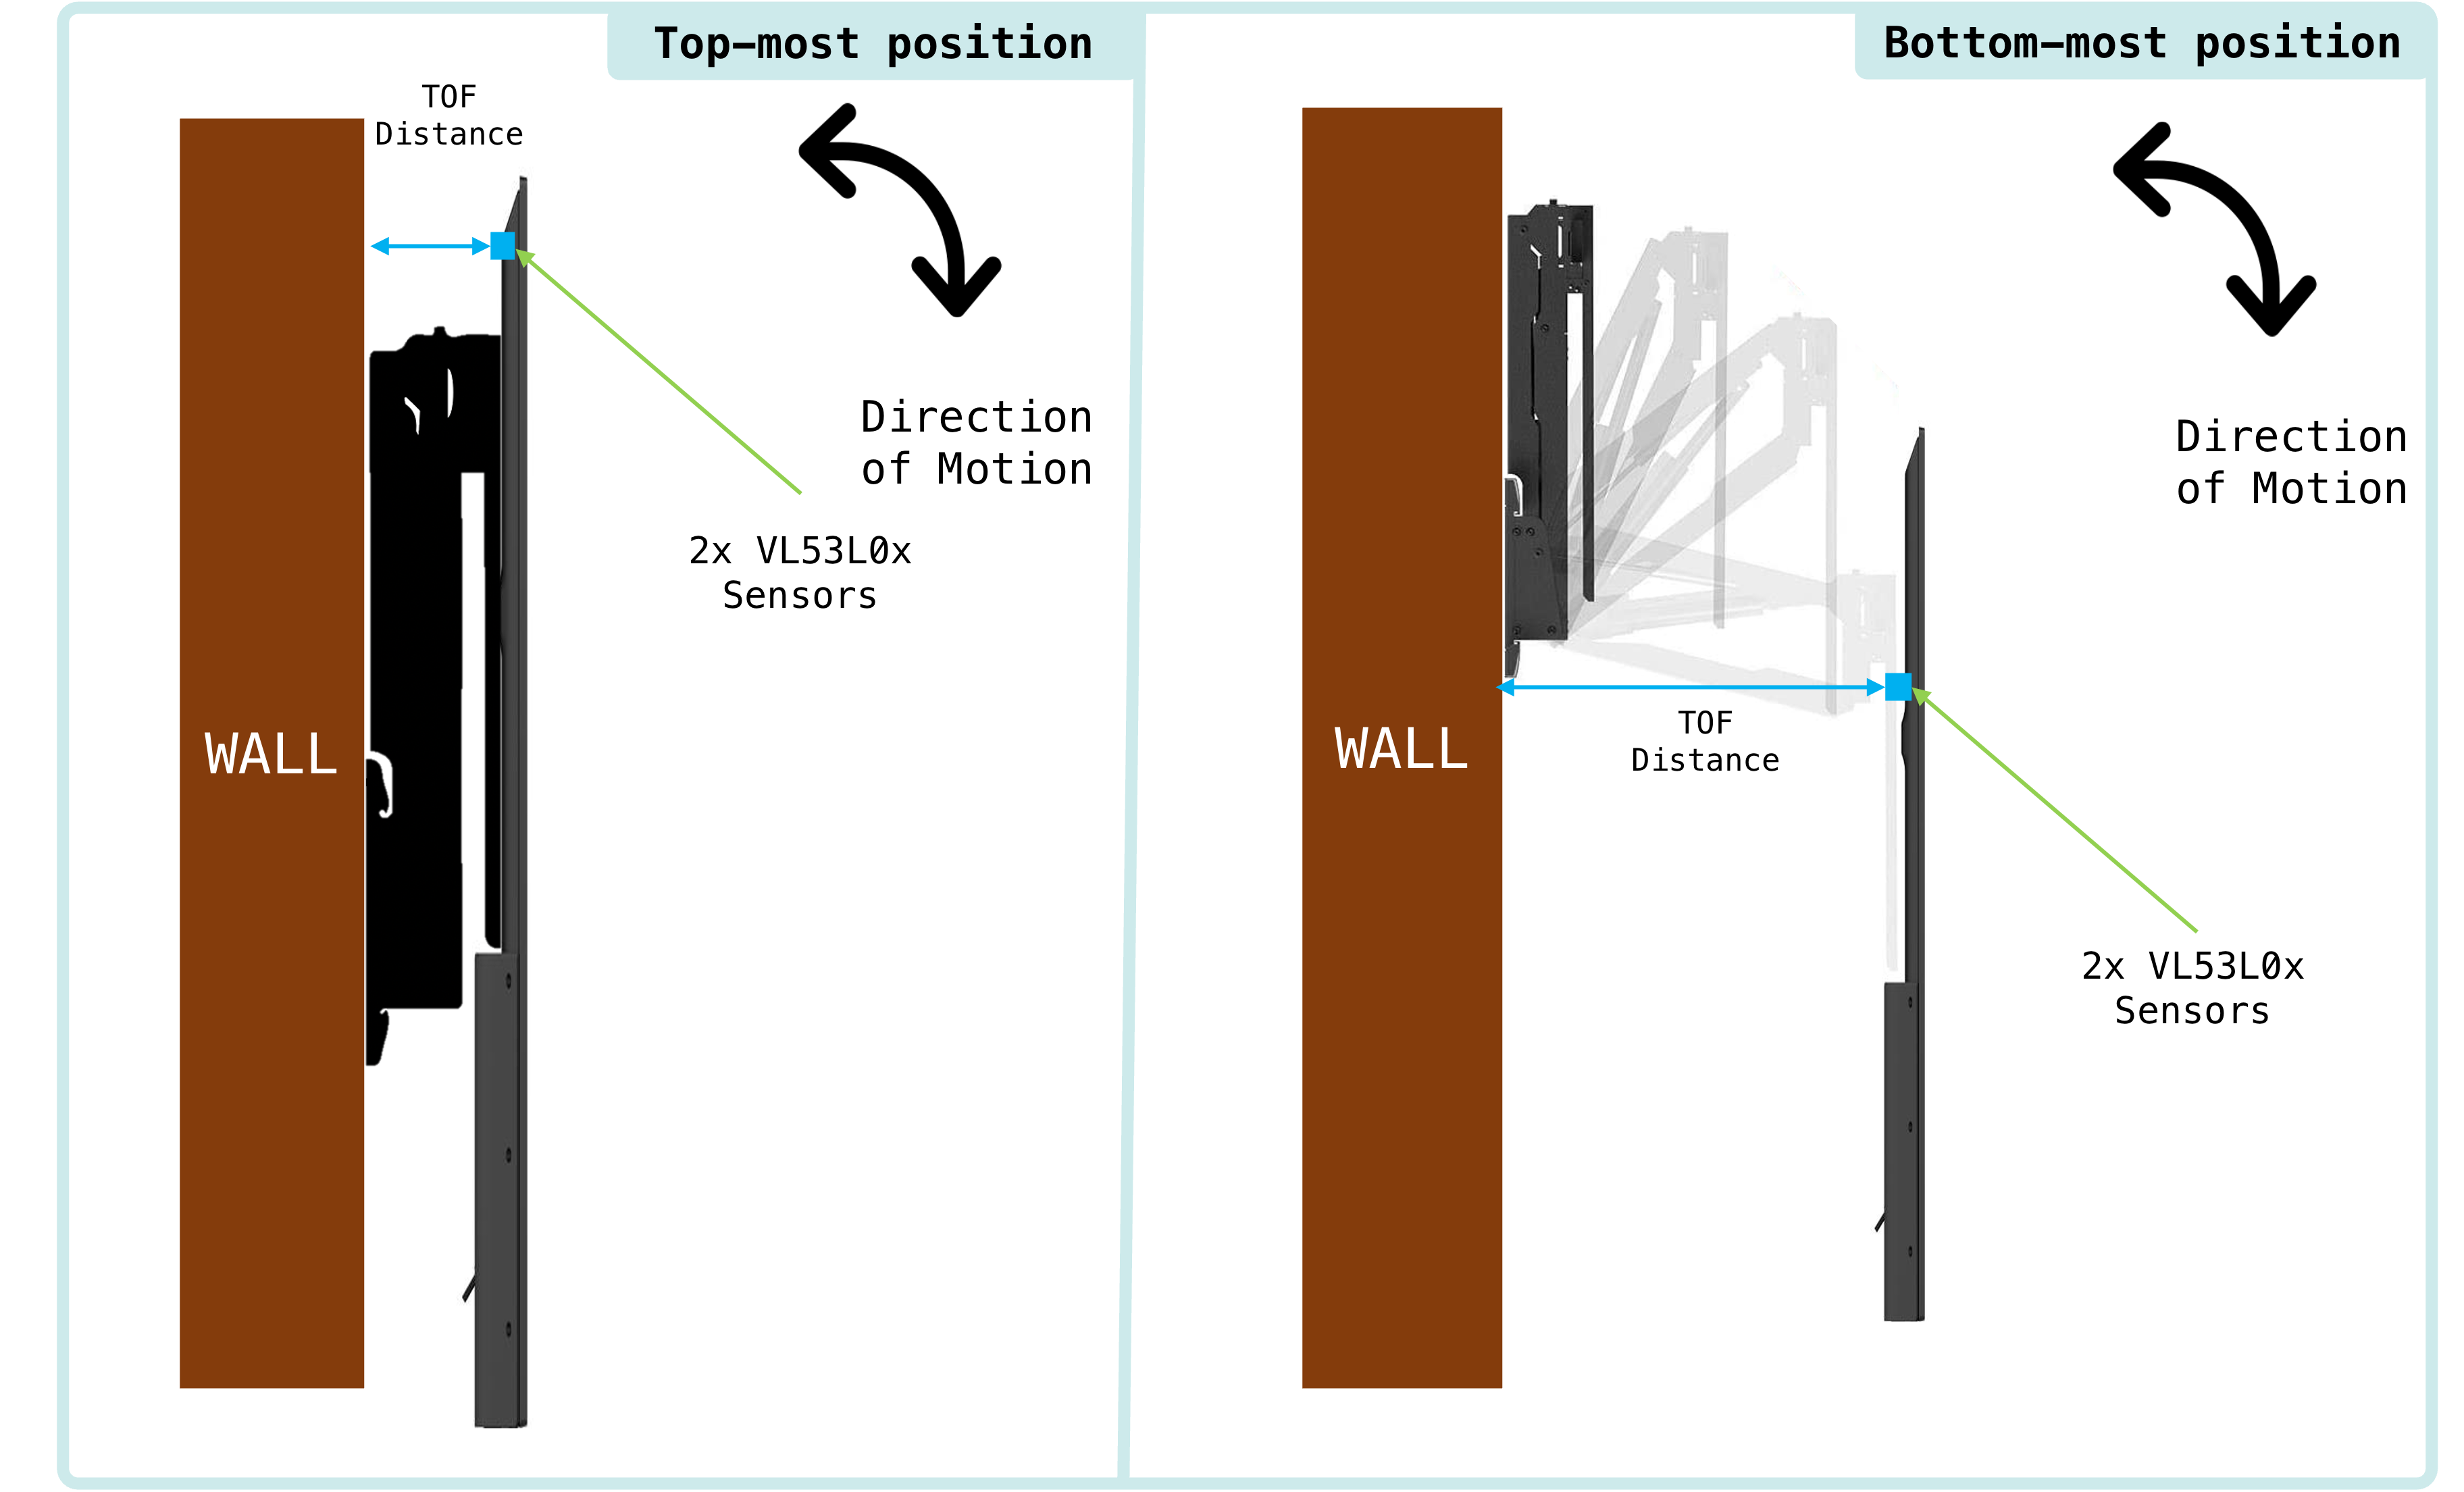 Top–most position
TOF
Distance
Direction
of Motion
2x VL53L0x
Sensors
WALL
Bottom–most position
Direction
of Motion
WALL
TOF
Distance
2x VL53L0x
Sensors